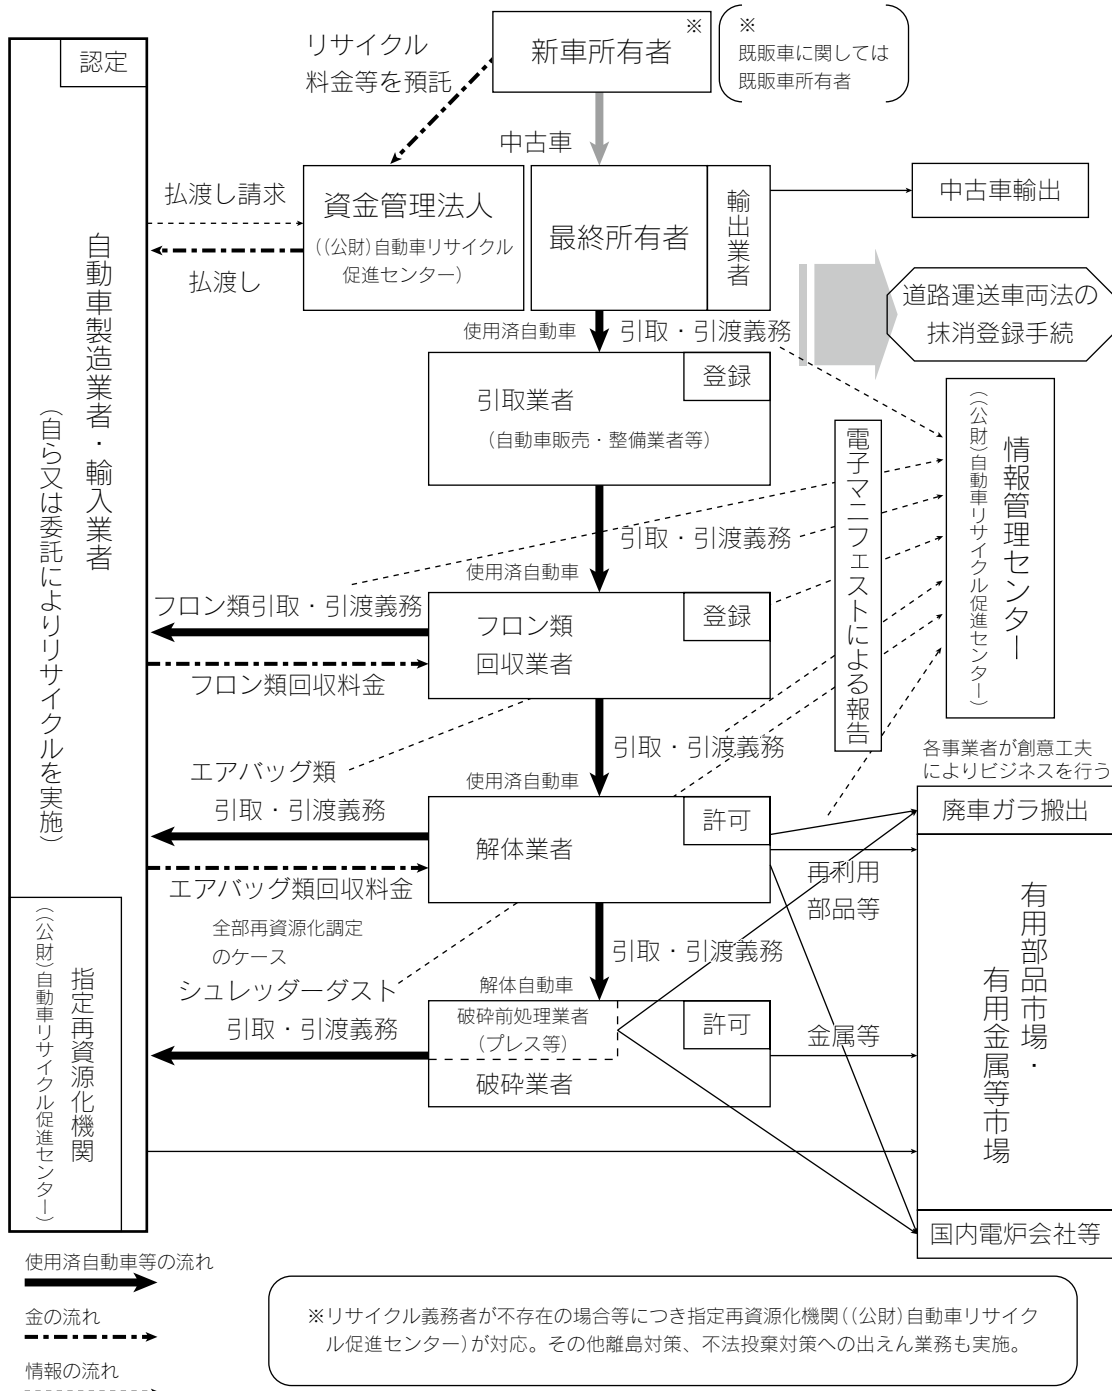 新車所有者
※
※
既販車に関しては
既販車所有者
リサイクル
料金等を預託
認定
中古車
払渡し請求
払渡し
資金管理法人
((公財)自動車リサイクル
促進センター)
最終所有者
輸出業者
中古車輸出
道路運送車両法の
抹消登録手続
自動車製造業者・輸入業者
(自ら又は委託によりリサイクルを実施)
使用済自動車
引取・引渡義務
登録
引取業者
(自動車販売・整備業者等)
電子マニフェストによる報告
情報管理センター
((公財)自動車リサイクル促進センター)
引取・引渡義務
使用済自動車
フロン類引取・引渡義務
登録
フロン類
回収業者
フロン類回収料金
引取・引渡義務
使用済自動車
エアバッグ類
引取・引渡義務
各事業者が創意工夫
によりビジネスを行う
廃車ガラ搬出
許可
解体業者
エアバッグ類回収料金
再利用
部品等
有用部品市場・
有用金属等市場
全部再資源化調定
のケース
引取・引渡義務
シュレッダーダスト
引取・引渡義務
解体自動車
破砕前処理業者
(プレス等)
許可
破砕業者
金属等
指定再資源化機関
((公財)自動車リサイクル促進センター)
国内電炉会社等
使用済自動車等の流れ
金の流れ
情報の流れ
※リサイクル義務者が不存在の場合等につき指定再資源化機関((公財)自動車リサイク
ル促進センター)が対応。その他離島対策、不法投棄対策への出えん業務も実施。